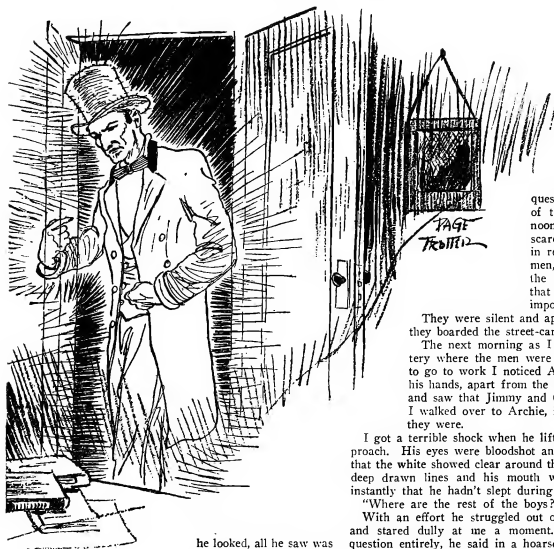 PAGE
TROTTER
ques
of t
noon
scare
in re
men,
the
that
impo
They were silent and ap
they boarded the street-car
The next morning as I
tery where the men were
to go to work I noticed A
his hands, apart from the
and saw that Jimmy and
I walked over to Archie,
they were.
I got a terrible shock when he lift
proach. His eyes were bloodshot an
that the white showed clear around th
deep drawn lines and his mouth w
instantly that he hadn't slept during
"Where are the rest of the boys?
With an effort he struggled out o
and stared dully at me a moment.
question entirely, he said in a hoarse
he looked, all he saw was